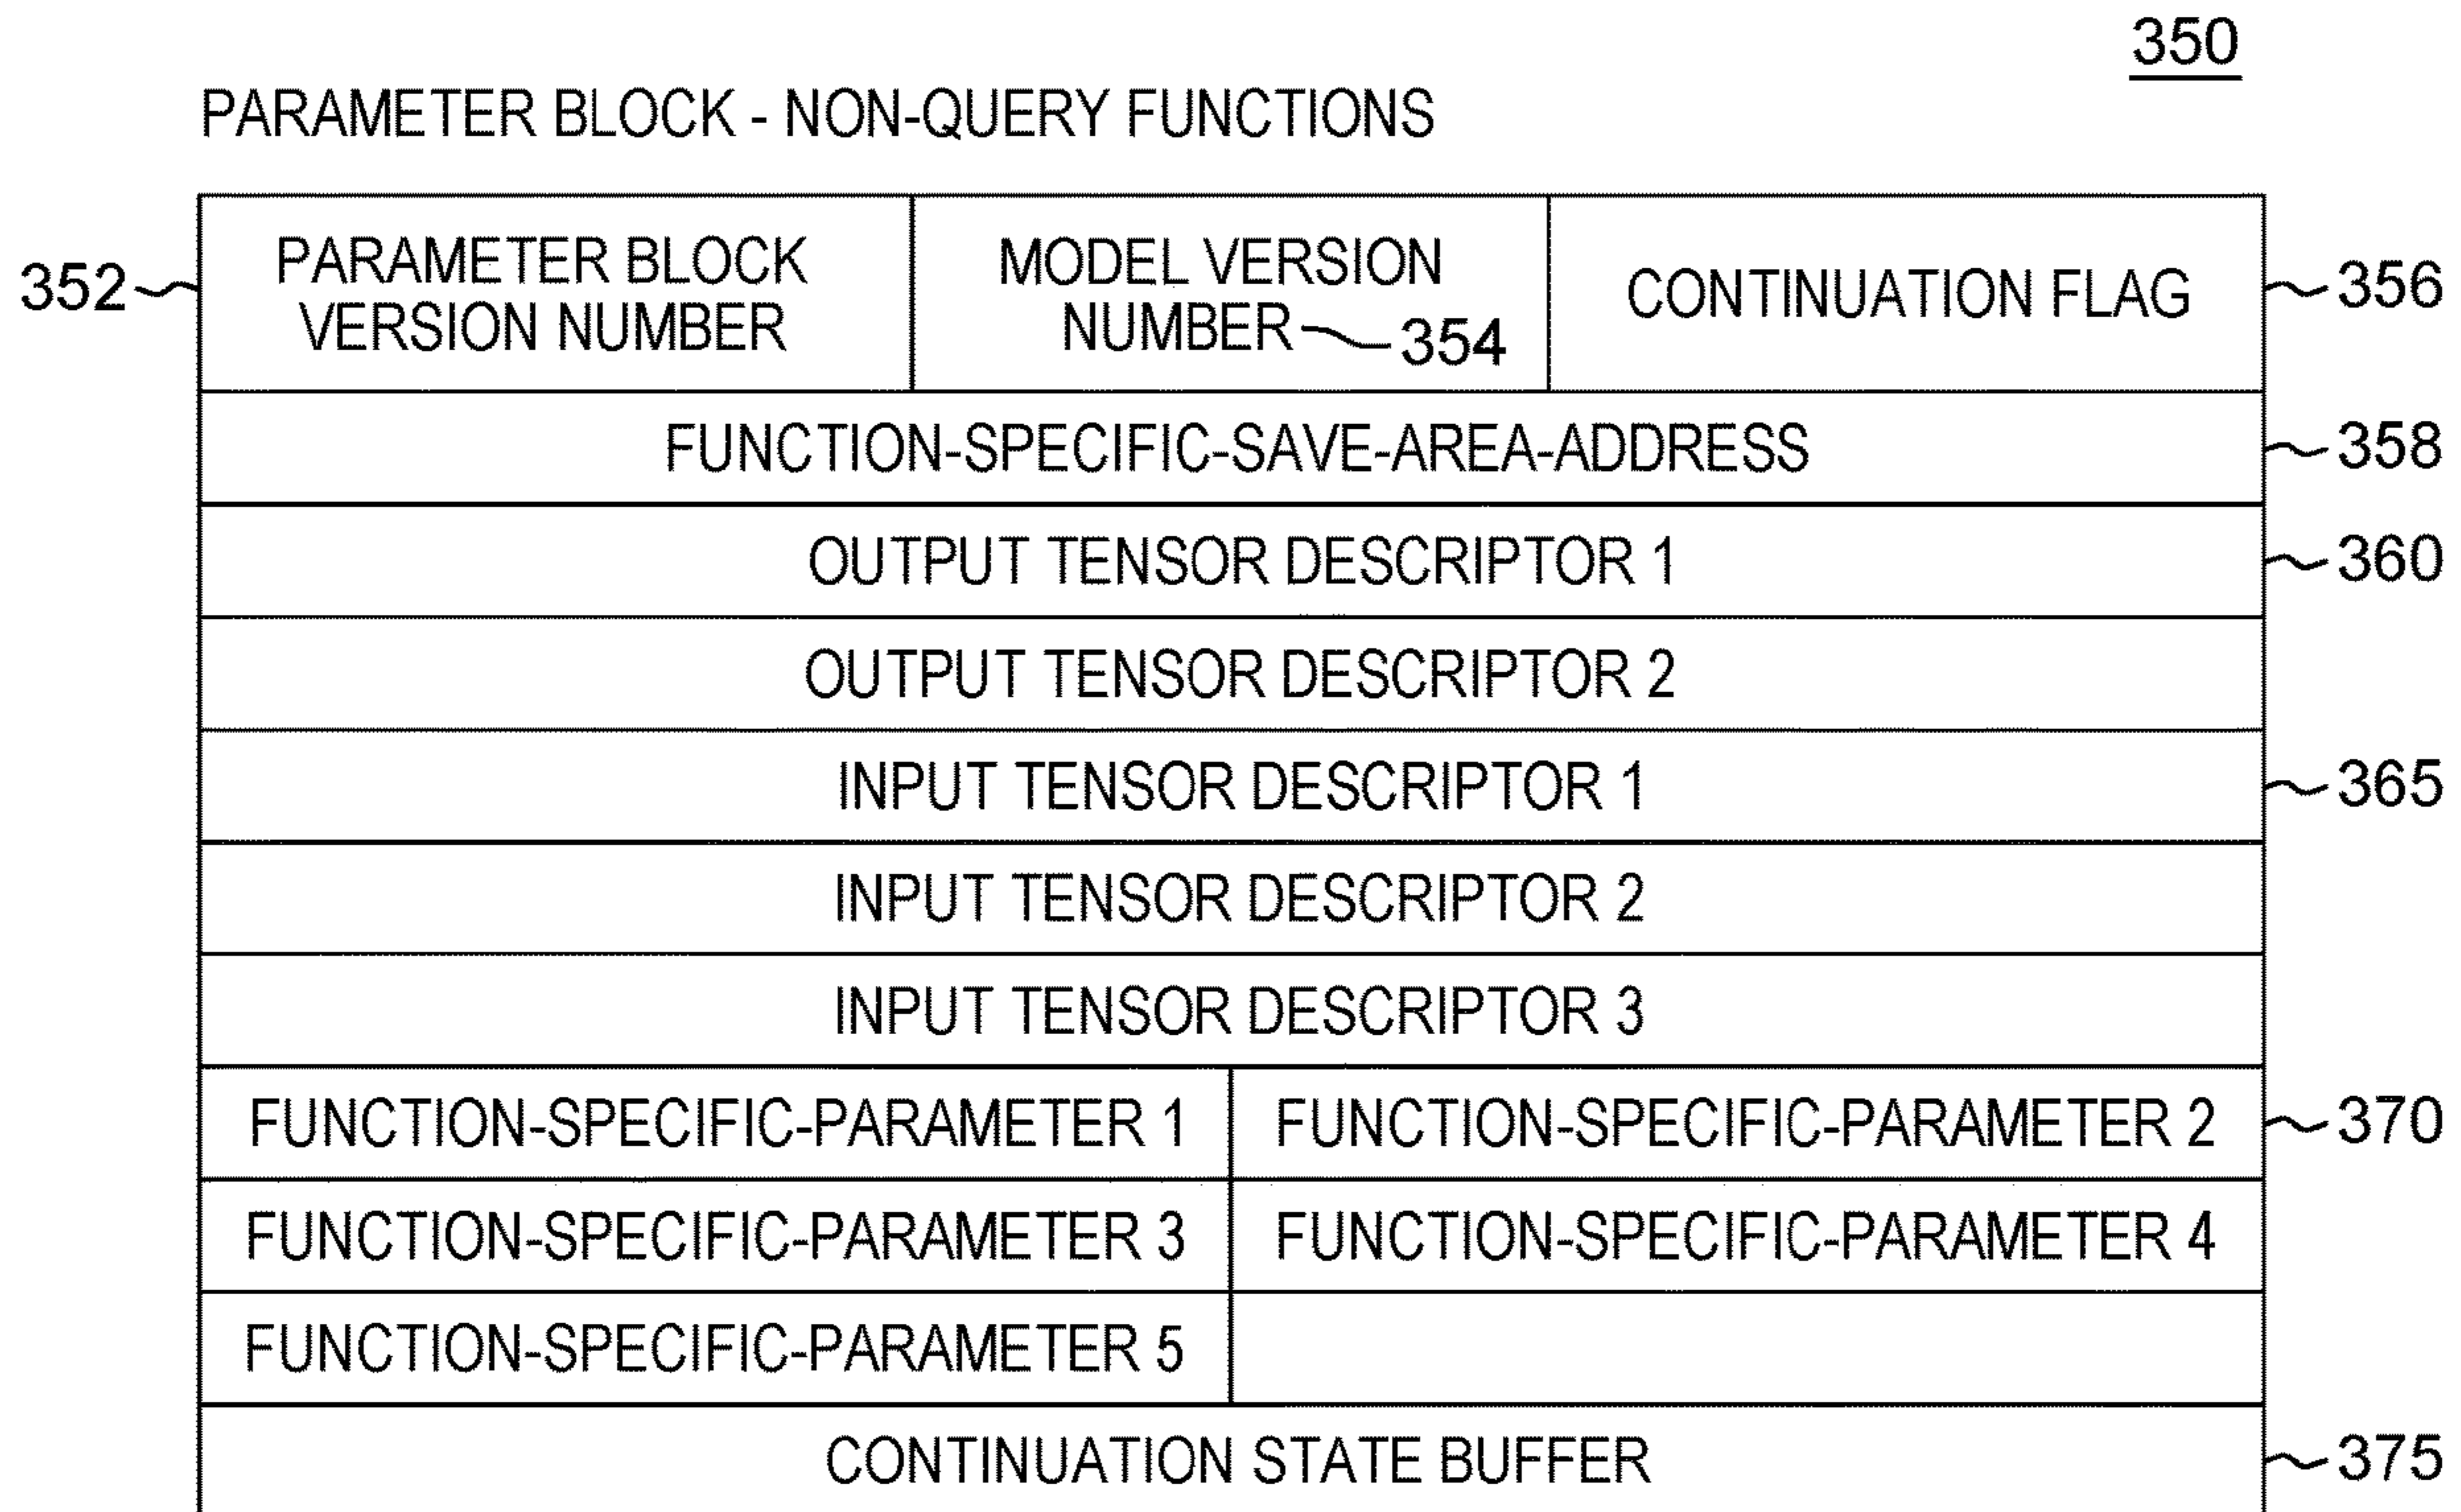 350
PARAMETER BLOCK - NON-QUERY FUNCTIONS
352
PARAMETER BLOCK
VERSION NUMBER
MODEL VERSION
NUMBER
354
CONTINUATION FLAG
356
FUNCTION-SPECIFIC-SAVE-AREA-ADDRESS
358
OUTPUT TENSOR DESCRIPTOR 1
360
OUTPUT TENSOR DESCRIPTOR 2
INPUT TENSOR DESCRIPTOR 1
365
INPUT TENSOR DESCRIPTOR 2
INPUT TENSOR DESCRIPTOR 3
FUNCTION-SPECIFIC-PARAMETER 1
FUNCTION-SPECIFIC-PARAMETER 2
370
FUNCTION-SPECIFIC-PARAMETER 3
FUNCTION-SPECIFIC-PARAMETER 4
FUNCTION-SPECIFIC-PARAMETER 5
CONTINUATION STATE BUFFER
375